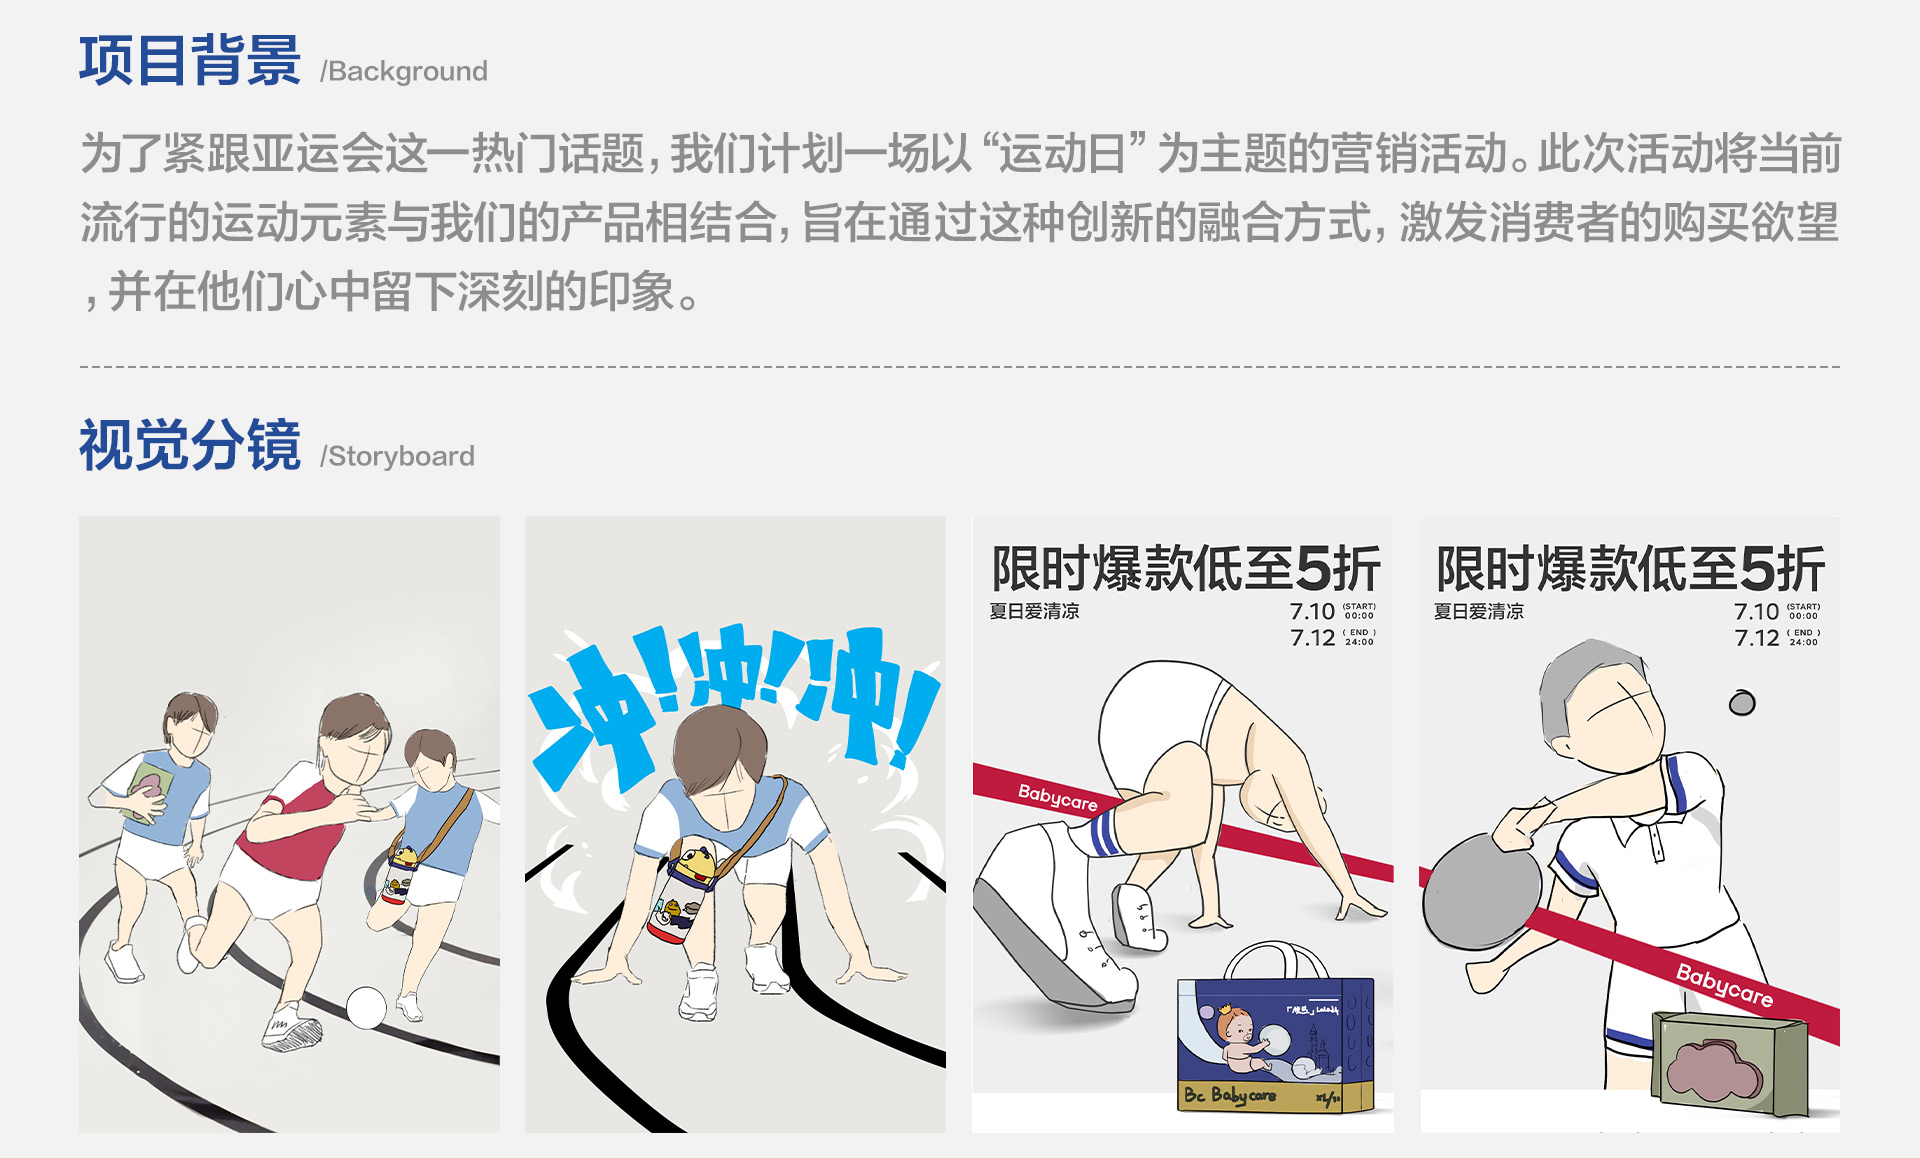 项目背景 /Background
为了紧跟亚运会这一热门话题，我们计划一场以“运动日”为主题的营销活动。此次活动将当前
流行的运动元素与我们的产品相结合，旨在通过这种创新的融合方式，激发消费者的购买欲望
，并在他们心中留下深刻的印象。
视觉分镜 /Storyboard
冲!冲!冲!
限时爆款低至5折
夏日爱清凉
7.10 (START) 00:00
7.12 ( END ) 24:00
Babycare
Bc Babycare
限时爆款低至5折
夏日爱清凉
7.10 (START) 00:00
7.12 ( END ) 24:00
Babycare